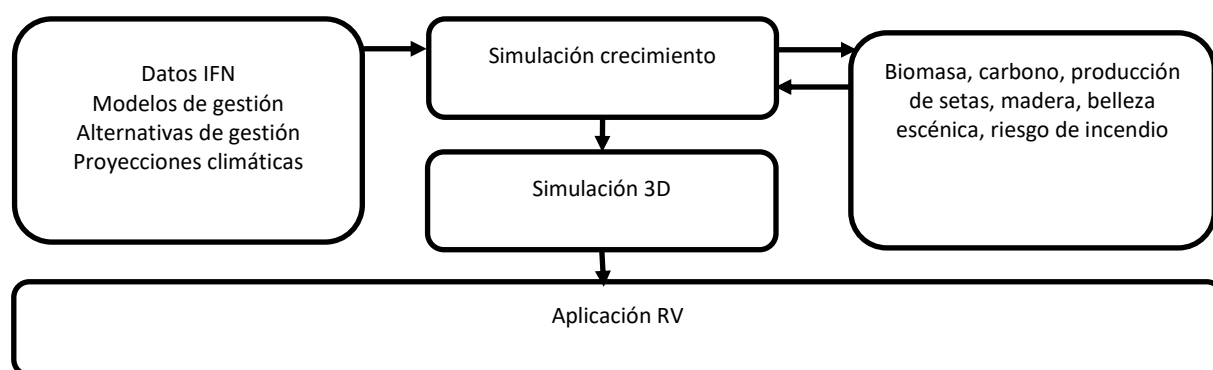 Datos IFN
Modelos de gestión
Alternativas de gestión
Proyecciones climáticas
Simulación crecimiento
Biomasa, carbono, producción
de setas, madera, belleza
escénica, riesgo de incendio
Simulación 3D
Aplicación RV